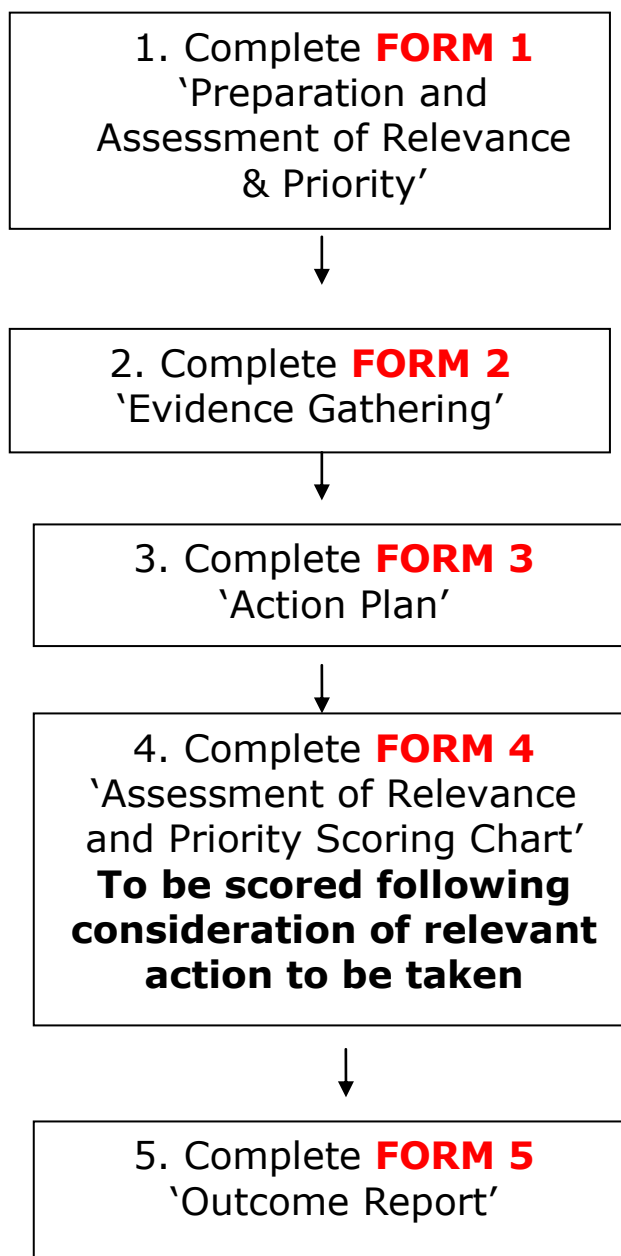 1. Complete FORM 1
‘Preparation and
Assessment of Relevance
& Priority’
2. Complete FORM 2
‘Evidence Gathering’
3. Complete FORM 3
‘Action Plan’
4. Complete FORM 4
‘Assessment of Relevance
and Priority Scoring Chart’
To be scored following
consideration of relevant
action to be taken
5. Complete FORM 5
‘Outcome Report’